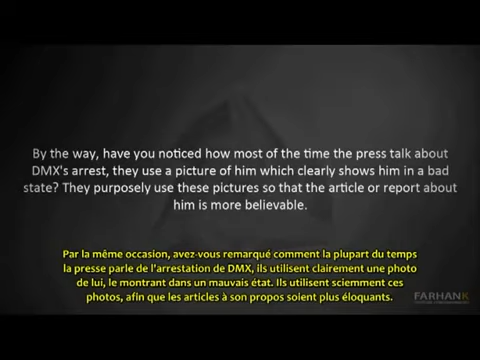 By the way, have you noticed how most of the time the press talk about
DMX's arrest, they use a picture of him which clearly shows him in a bad
state? They purposely use these pictures so that the article or report about
him is more believable.
Par la même occasion, avez-vous remarqué comment la plupart du temps
la presse parle de l'arrestation de DMX, ils utilisent clairement une photo
de lui, le montrant dans un mauvais état. Ils utilisent sciemment ces
photos, afin que les articles à son propos soient plus éloquants.
FARHANK